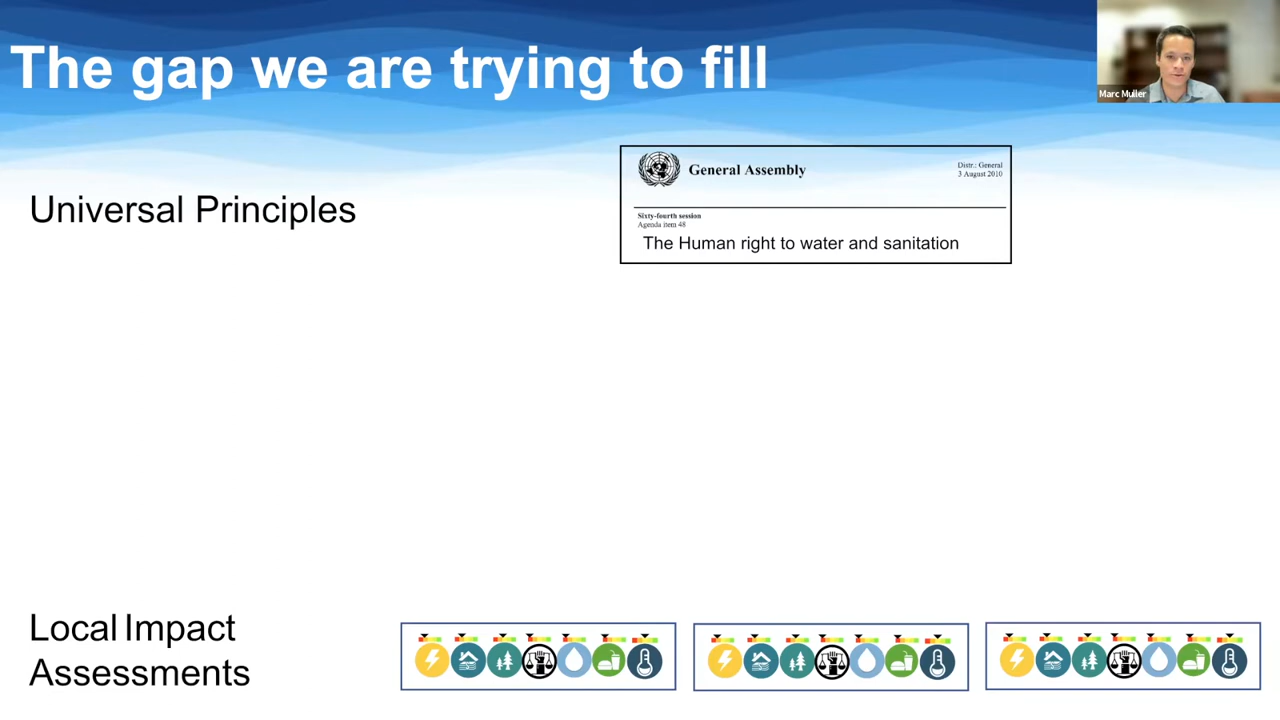 The gap we are trying to fill
Marc Muller
General Assembly
Distr.: General
3 August 2010
Universal Principles
Sixty-fourth session
Agenda item 48
The Human right to water and sanitation
Local Impact
Assessments